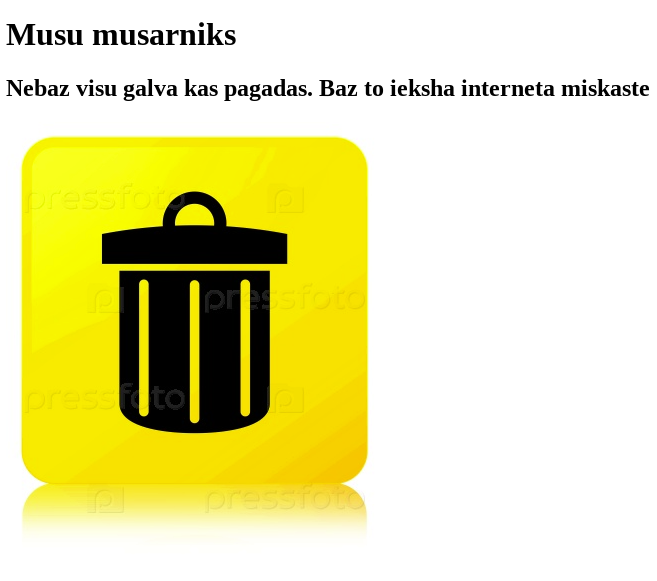 Musu musarniks
Nebaz visu galva kas pagadas. Baz to ieksha interneta miskaste
pressfoto
pressfoto
pressfoto
pressfoto